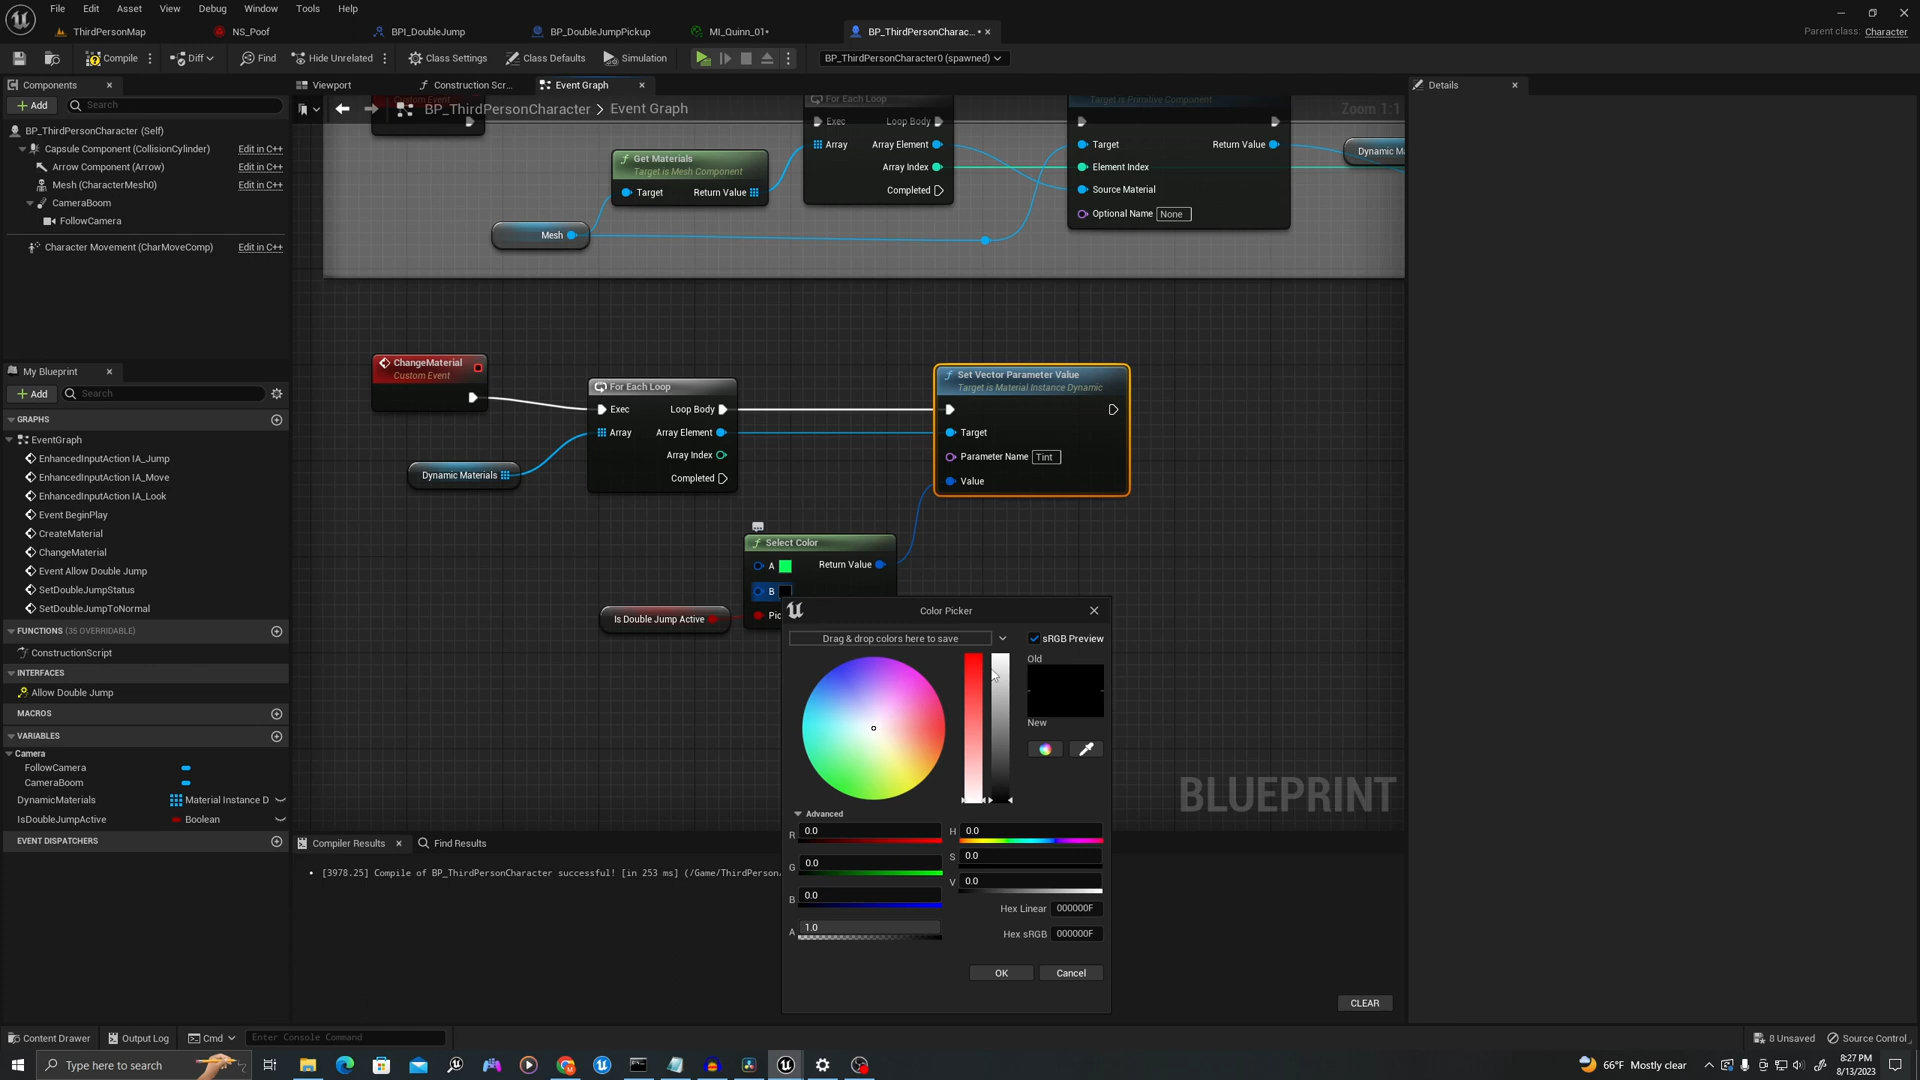 File Edit Asset View Debug Window Tools Help
ThirdPersonMap NS_Poof BPI_DoubleJump BP_DoubleJumpPickup MI_Quinn_01• BP_ThirdPersonCharac... •
Parent class: Character
Compile Diff Find Hide Unrelated Class Settings Class Defaults Simulation BP_ThirdPersonCharacter0 (spawned)
Components
Add Search
BP_ThirdPersonCharacter (Self)
Capsule Component (CollisionCylinder) Edit in C++
Arrow Component (Arrow) Edit in C++
Mesh (CharacterMesh0) Edit in C++
CameraBoom
FollowCamera
Character Movement (CharMoveComp) Edit in C++
My Blueprint
Add Search
GRAPHS
EventGraph
EnhancedInputAction IA_Jump
EnhancedInputAction IA_Move
EnhancedInputAction IA_Look
Event BeginPlay
CreateMaterial
ChangeMaterial
Event Allow Double Jump
SetDoubleJumpStatus
SetDoubleJumpToNormal
FUNCTIONS (35 OVERRIDABLE)
ConstructionScript
INTERFACES
Allow Double Jump
MACROS
VARIABLES
Camera
FollowCamera
CameraBoom
DynamicMaterials Material Instance D
IsDoubleJumpActive Boolean
EVENT DISPATCHERS
Viewport Construction Scr... Event Graph
BP_ThirdPersonCharacter > Event Graph
Zoom 1:1
Custom Event
Get Materials
Target is Mesh Component
Target Return Value
Mesh
For Each Loop
Exec Loop Body
Array Array Element
Array Index
Completed
Target is Primitive Component
Target Return Value
Element Index
Source Material
Optional Name None
Dynamic Ma
ChangeMaterial
Custom Event
Dynamic Materials
For Each Loop
Exec Loop Body
Array Array Element
Array Index
Completed
Set Vector Parameter Value
Target is Material Instance Dynamic
Target
Parameter Name Tint
Value
Select Color
A Return Value
B
Pic
Is Double Jump Active
BLUEPRINT
Color Picker
Drag & drop colors here to save
sRGB Preview
Old
New
Advanced
R 0.0 H 0.0
G 0.0 S 0.0
B 0.0 V 0.0
A 1.0
Hex Linear 000000F
Hex sRGB 000000F
OK Cancel
Compiler Results Find Results
[3978.25] Compile of BP_ThirdPersonCharacter successful! [in 253 ms] (/Game/ThirdPerson/
CLEAR
Details
Content Drawer Output Log Cmd Enter Console Command
8 Unsaved Source Control
Type here to search
66°F Mostly clear
8:27 PM
8/13/2023